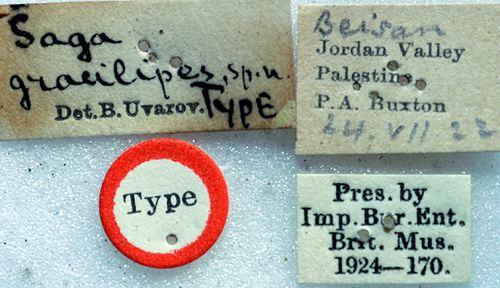 Saga
gracilipes, sp. n.
Det. B. Uvarov. TYPE
Beisan
Jordan Valley
Palestine
P. A. Buxton
24. VII 22
Type
Pres. by
Imp. Bur. Ent.
Brit. Mus.
1924—170.